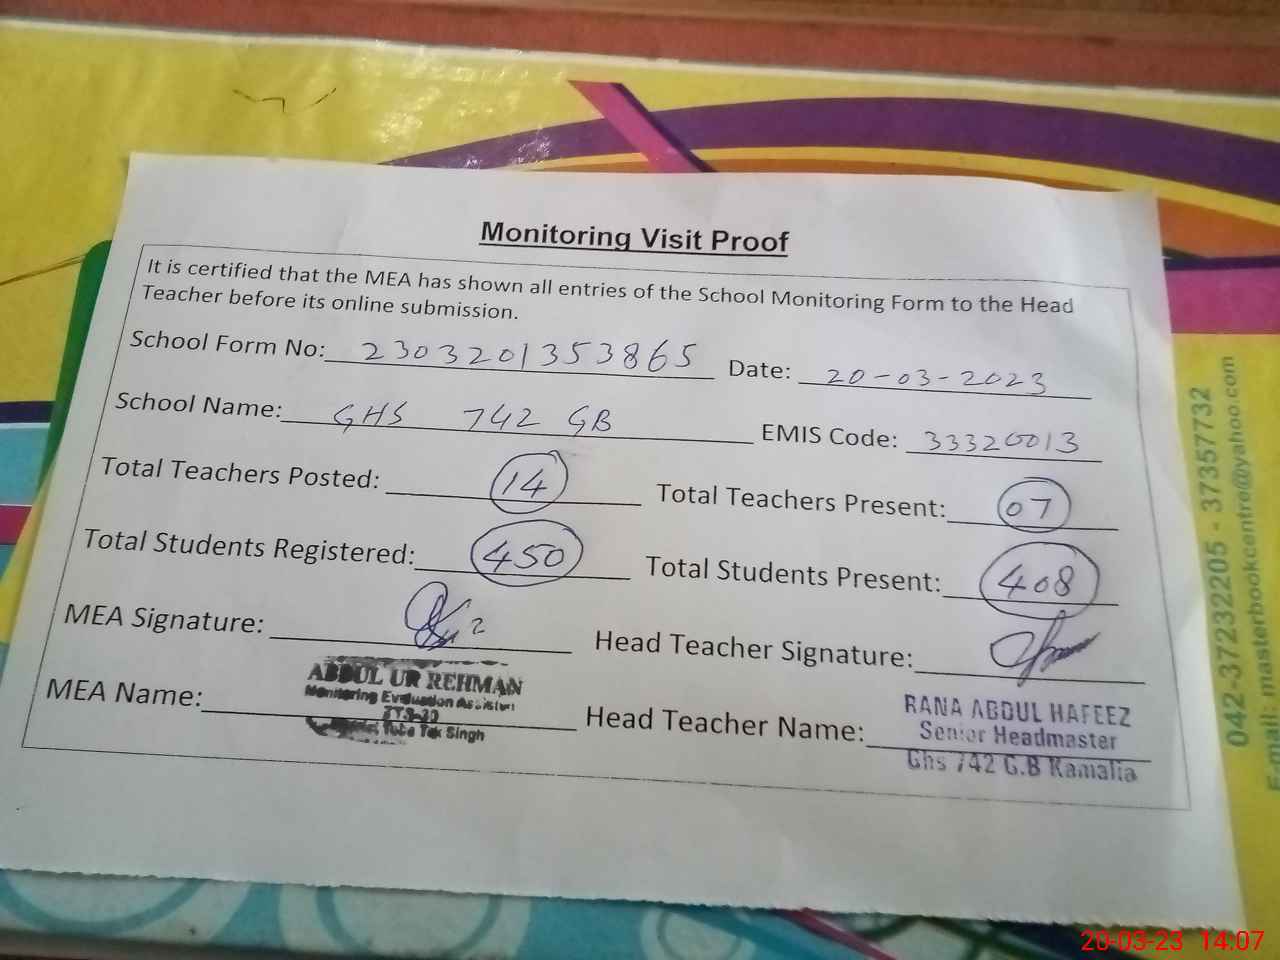 Monitoring Visit Proof
It is certified that the MEA has shown all entries of the School Monitoring Form to the Head
Teacher before its online submission.
School Form No: 2303201353865 Date: 20-03-2023
School Name: GHS 742 GB EMIS Code: 33320013
Total Teachers Posted: 14 Total Teachers Present: 07
Total Students Registered: 450 Total Students Present: 408
MEA Signature: Head Teacher Signature:
MEA Name: ABDUL UR REHMAN
Monitoring Evaluation Assistant
Toba Tek Singh
Head Teacher Name: RANA ABDUL HAFEEZ
Senior Headmaster
Ghs 742 G.B Kamalia
042-37232205 - 37357732
E-mail: masterbookcentre@yahoo.com
20-03-23 14:07